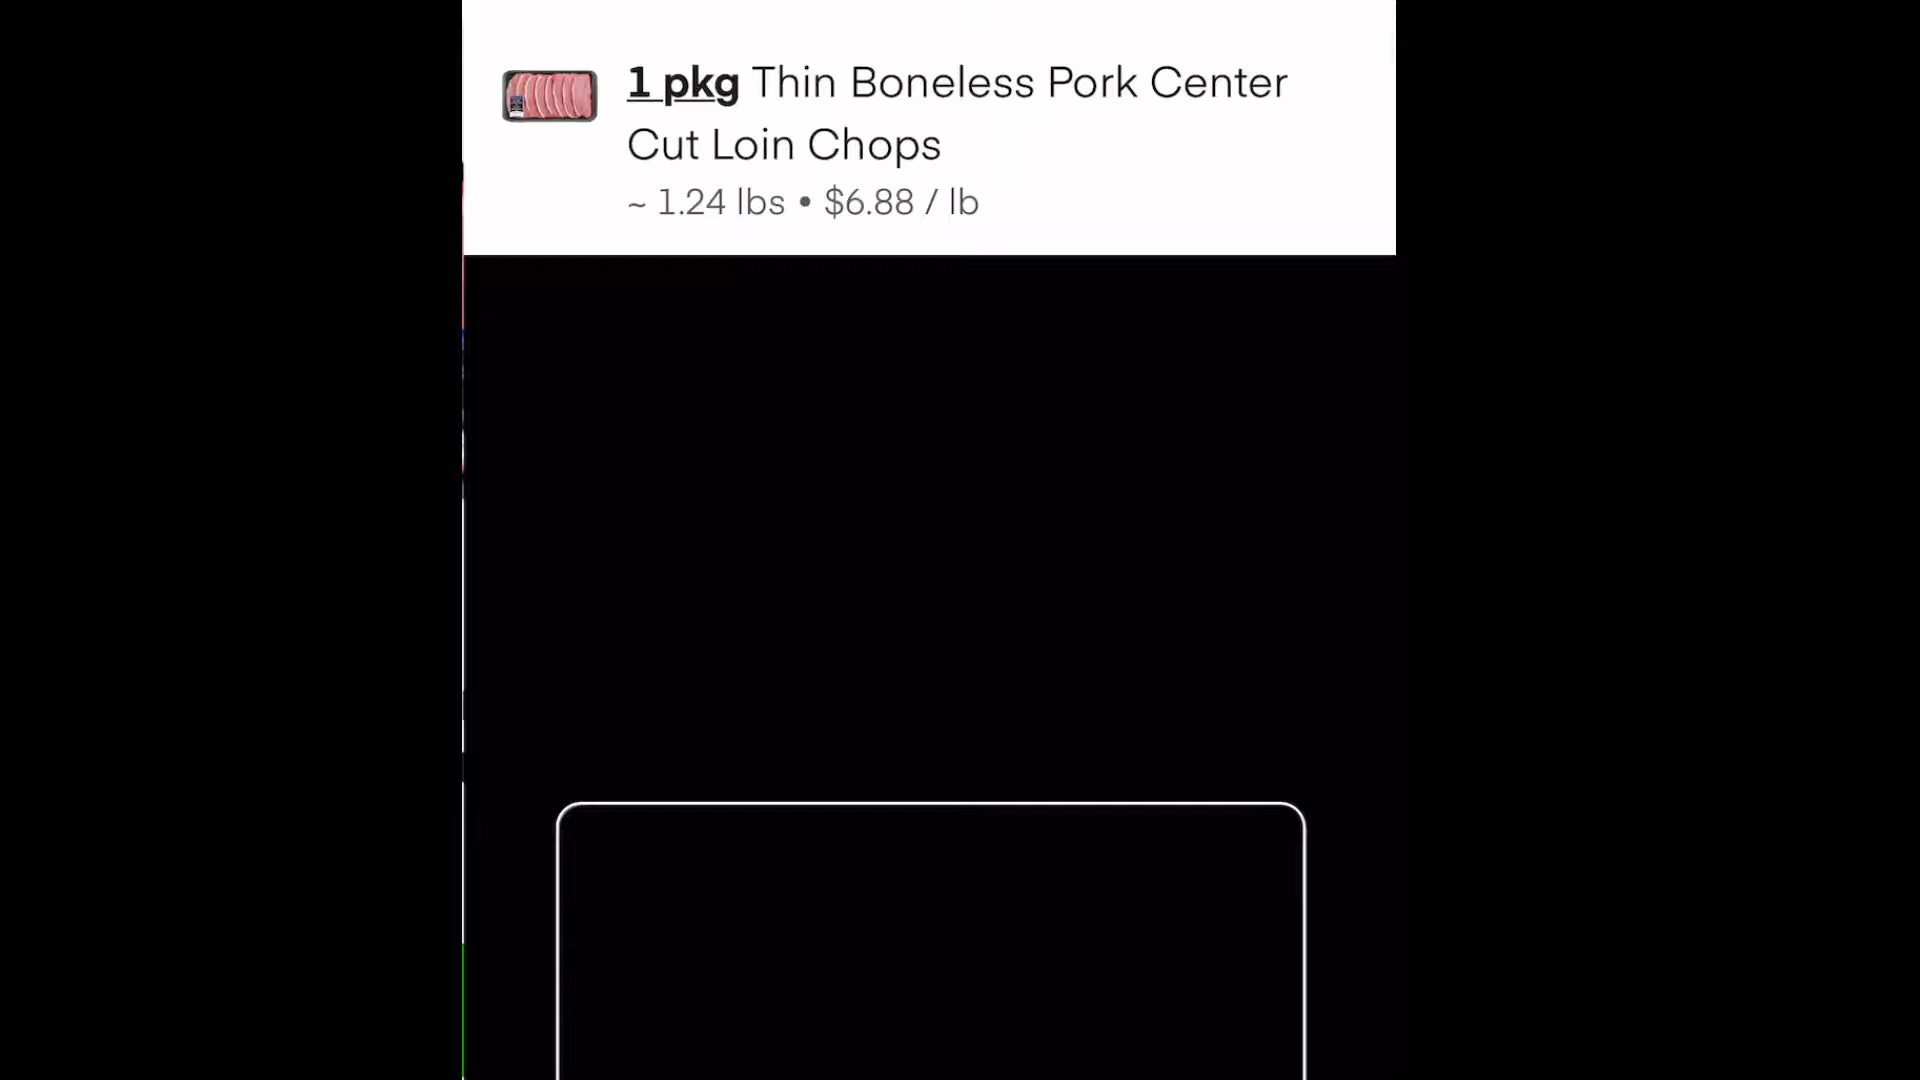 1 pkg Thin Boneless Pork Center
Cut Loin Chops
~ 1.24 lbs • $6.88 / lb